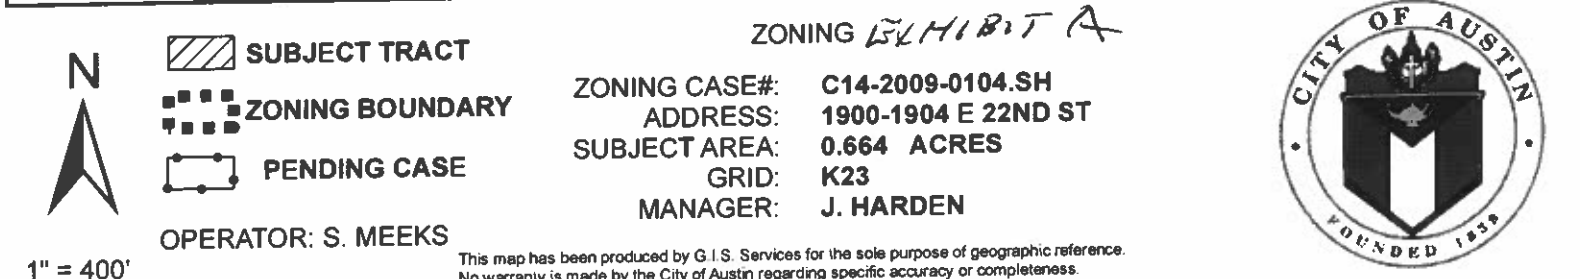 N
1" = 400'
SUBJECT TRACT
ZONING BOUNDARY
PENDING CASE
OPERATOR: S. MEEKS
ZONING EXHIBIT A
ZONING CASE#: C14-2009-0104.SH
ADDRESS: 1900-1904 E 22ND ST
SUBJECT AREA: 0.664 ACRES
GRID: K23
MANAGER: J. HARDEN
This map has been produced by G.I.S. Services for the sole purpose of geographic reference.
No warranty is made by the City of Austin regarding specific accuracy or completeness.
CITY OF AUSTIN
FOUNDED 1839